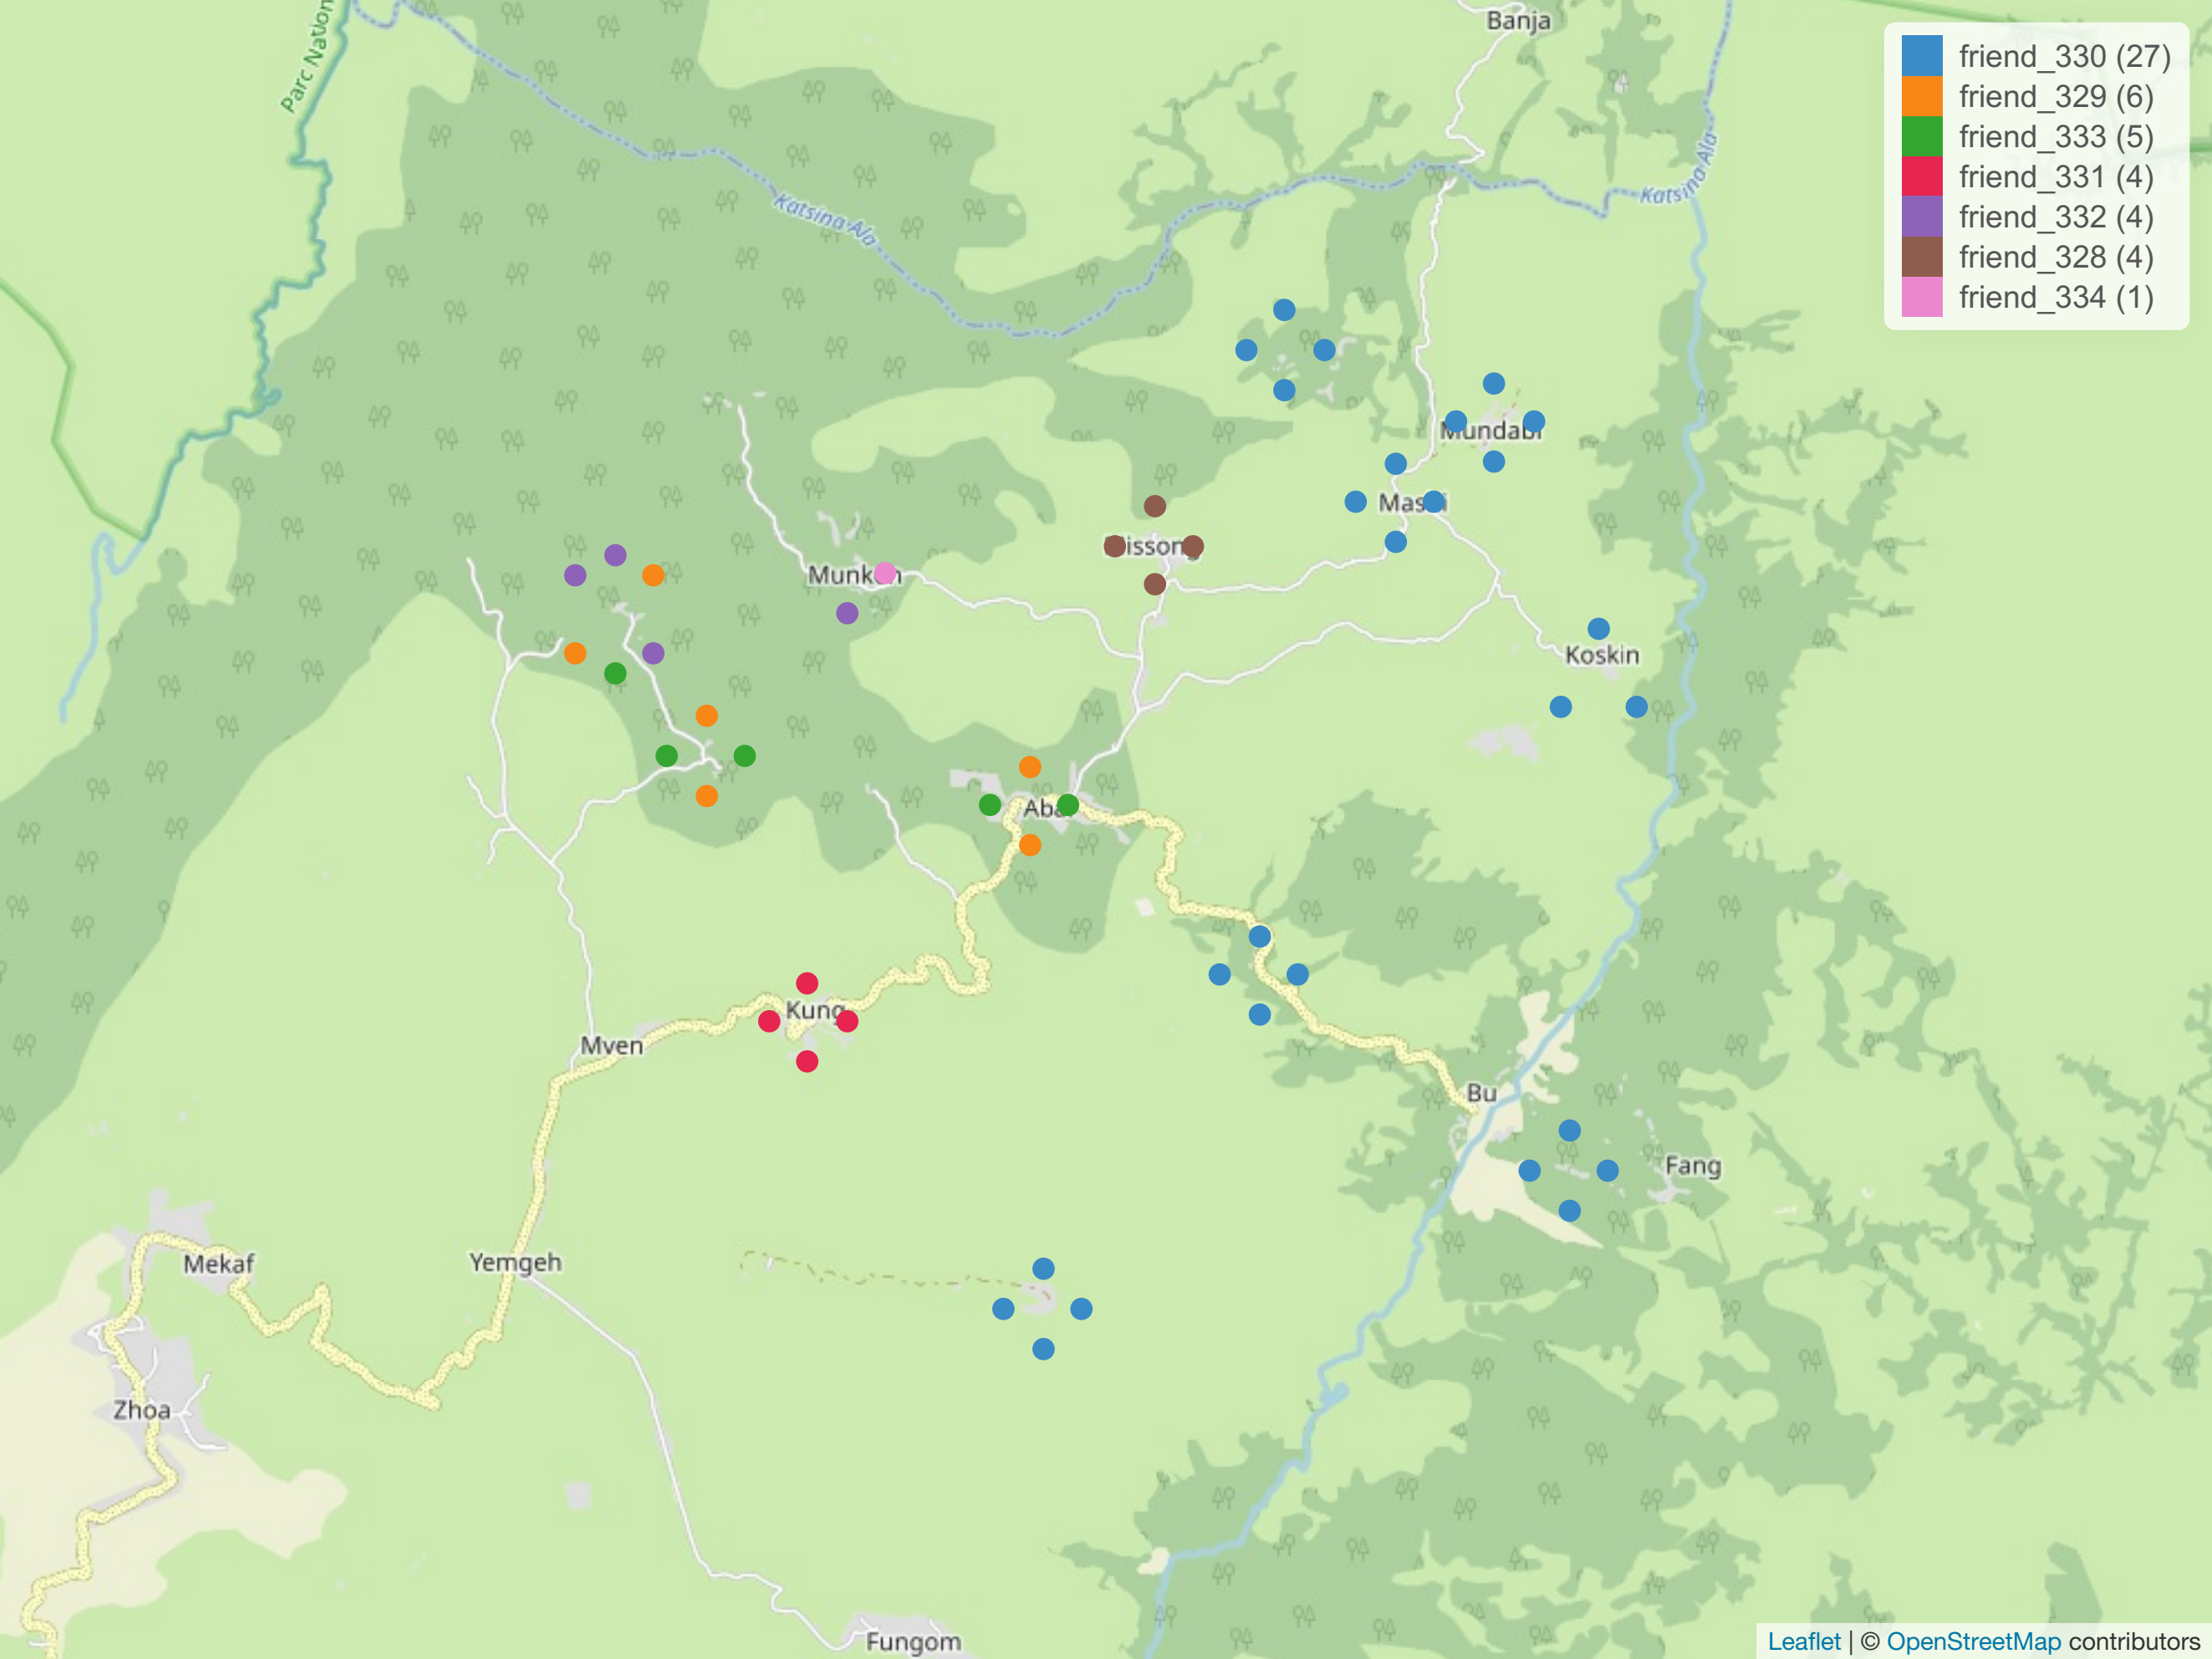 Banja
Parc Nation
friend_330 (27)
friend_329 (6)
friend_333 (5)
friend_331 (4)
friend_332 (4)
friend_328 (4)
friend_334 (1)
Katsina Ala
Katsina-Ala
Mundabi
Koskin
Kung
Mven
Bu
Fang
Mekaf
Yemgeh
Zhoa
Fungom
Leaflet | © OpenStreetMap contributors